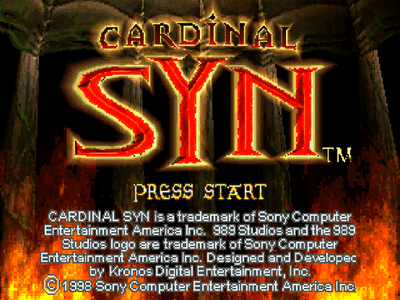 CARDINAL
SYN™
PRESS START
CARDINAL SYN is a trademark of Sony Computer
Entertainment America Inc. 989 Studios and the 989
Studios logo are trademark of Sony Computer
Entertainment America Inc. Designed and Developed
by Kronos Digital Entertainment, Inc.
© 1998 Sony Computer Entertainment America Inc.